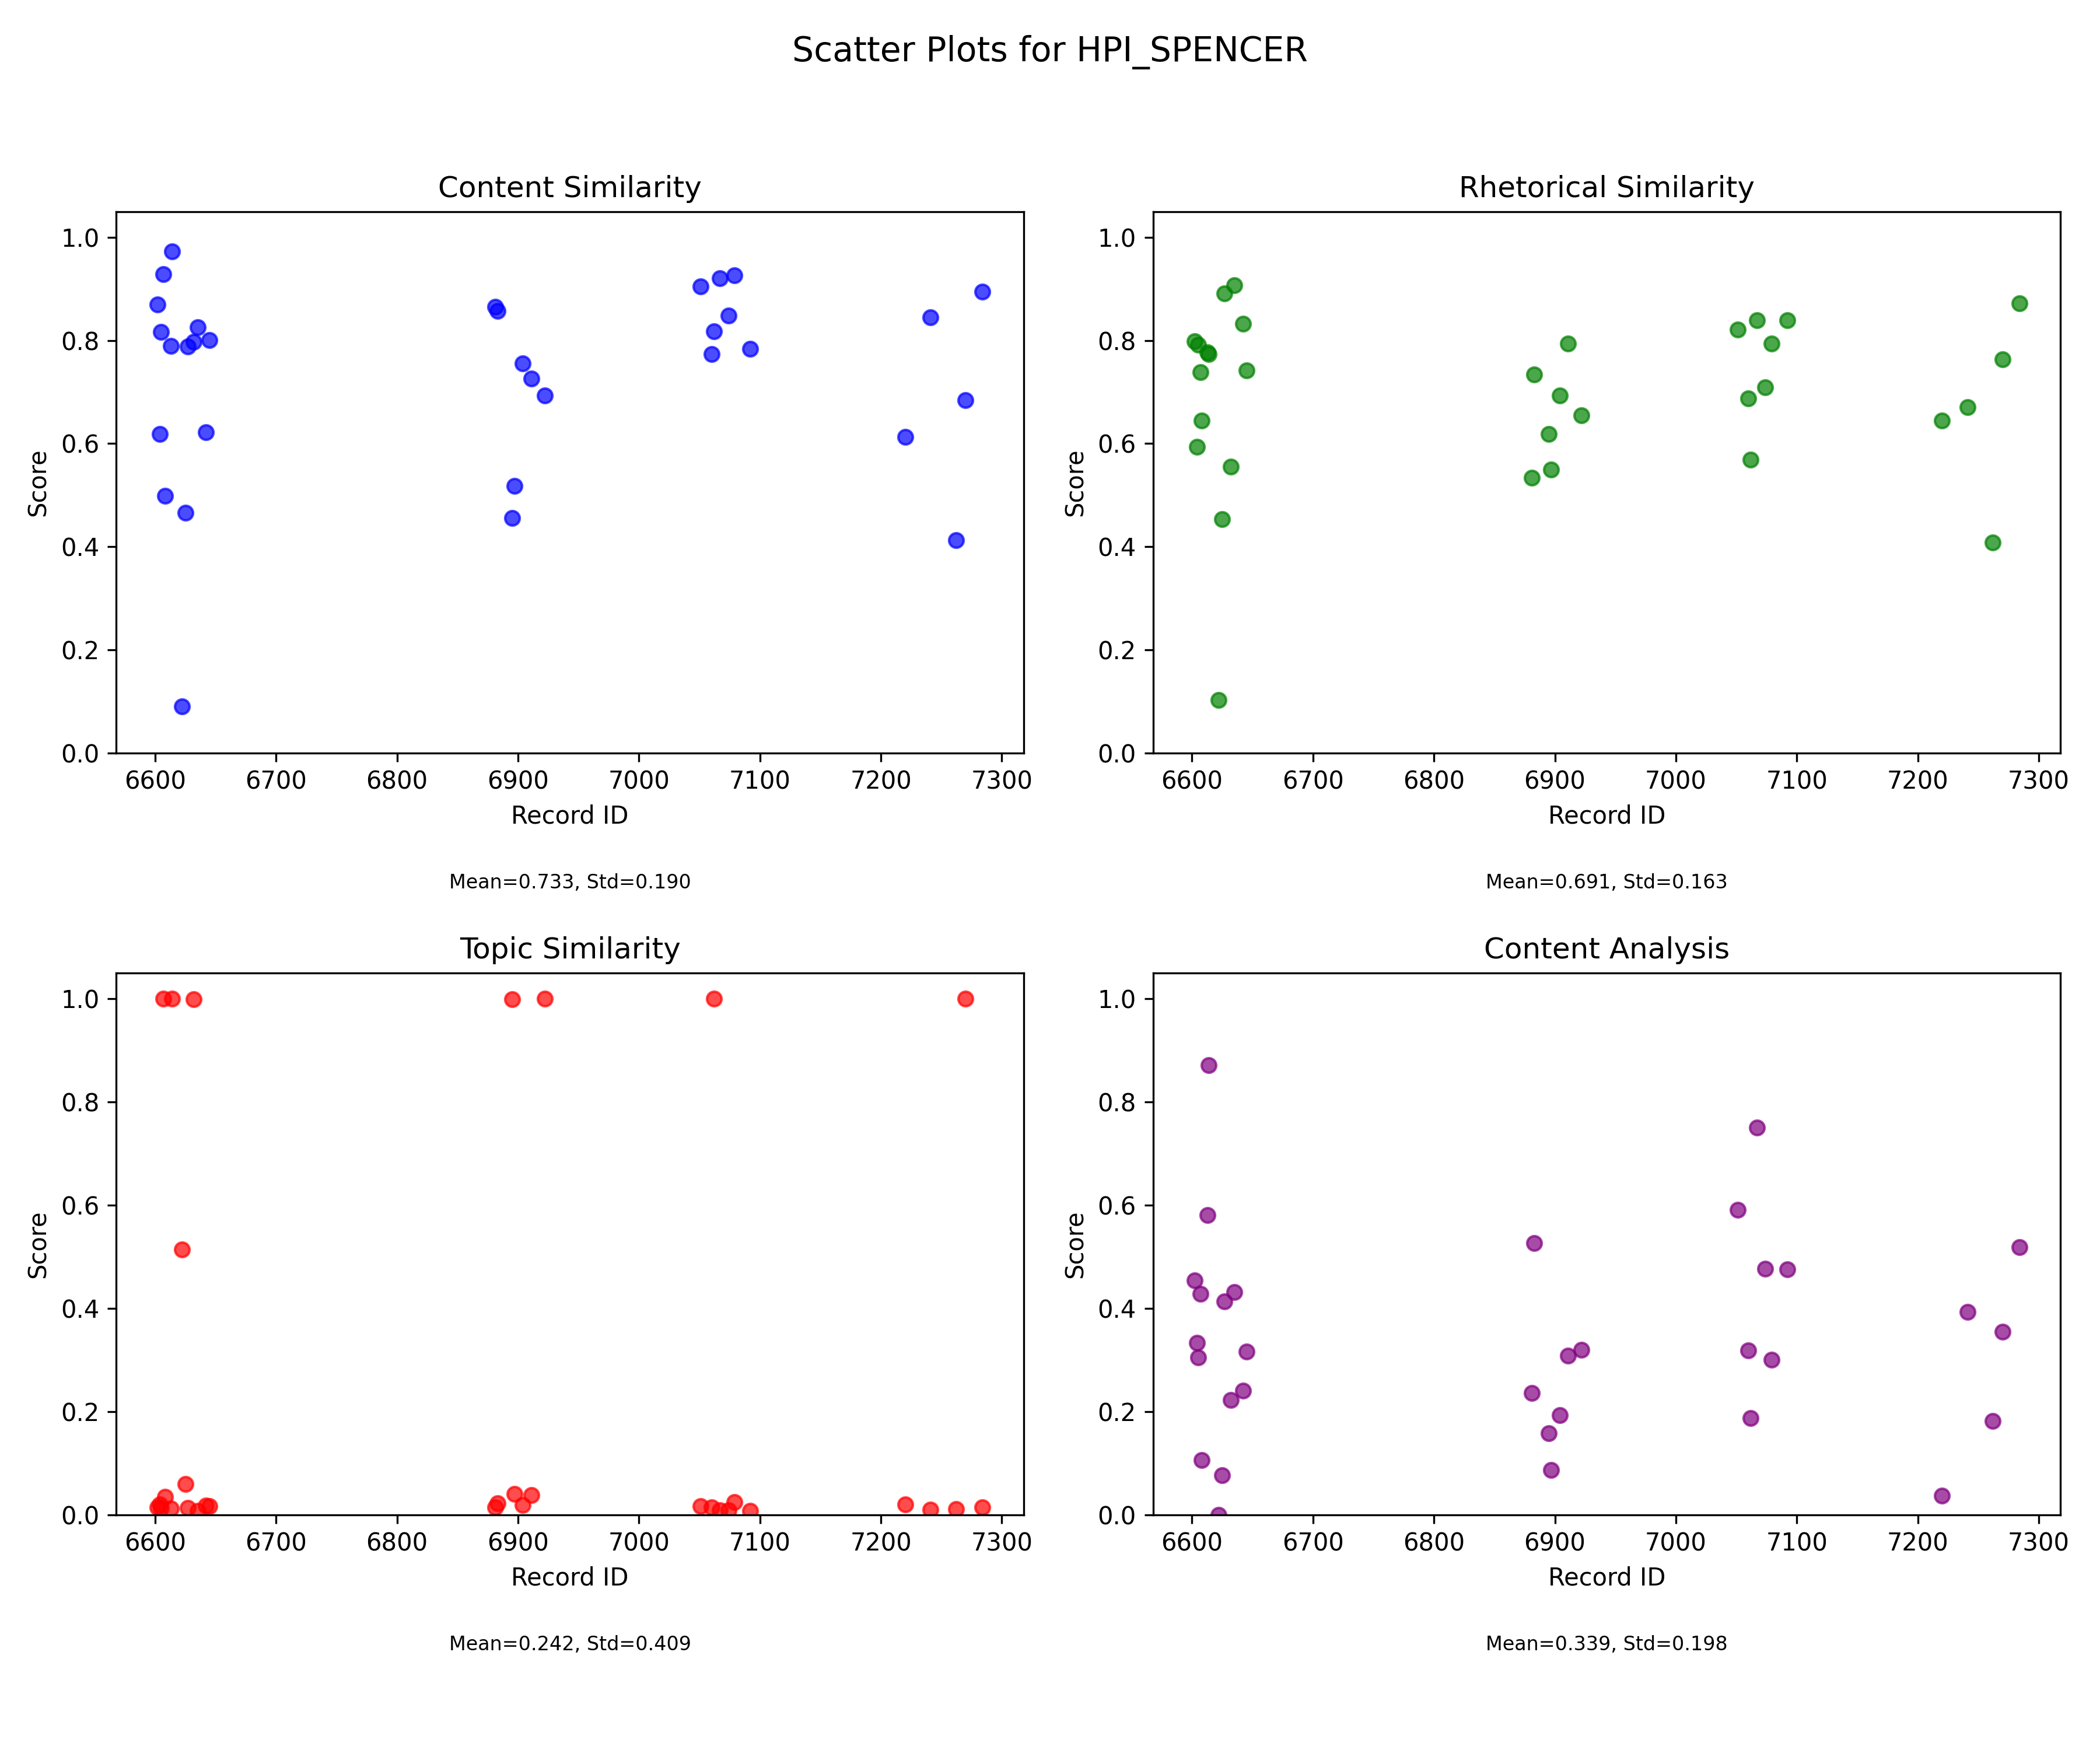 Scatter Plots for HPI_SPENCER
Content Similarity
1.0
0.8
0.6
0.4
0.2
0.0
Score
6600 6700 6800 6900 7000 7100 7200 7300
Record ID
Mean=0.733, Std=0.190
Rhetorical Similarity
1.0
0.8
0.6
0.4
0.2
0.0
Score
6600 6700 6800 6900 7000 7100 7200 7300
Record ID
Mean=0.691, Std=0.163
Topic Similarity
1.0
0.8
0.6
0.4
0.2
0.0
Score
6600 6700 6800 6900 7000 7100 7200 7300
Record ID
Mean=0.242, Std=0.409
Content Analysis
1.0
0.8
0.6
0.4
0.2
0.0
Score
6600 6700 6800 6900 7000 7100 7200 7300
Record ID
Mean=0.339, Std=0.198